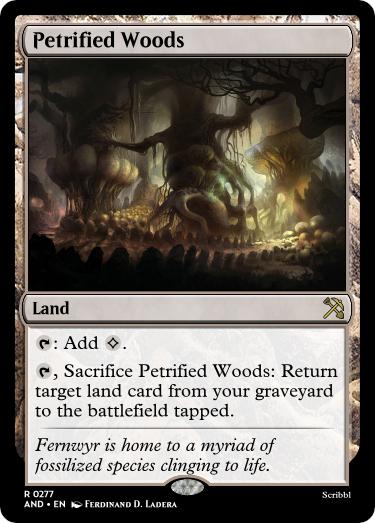 Petrified Woods
Land
: Add .
, Sacrifice Petrified Woods: Return
target land card from your graveyard
to the battlefield tapped.
Fernwyr is home to a myriad of
fossilized species clinging to life.
R 0277
Scribbl
AND • EN Ferdinand D. Ladera